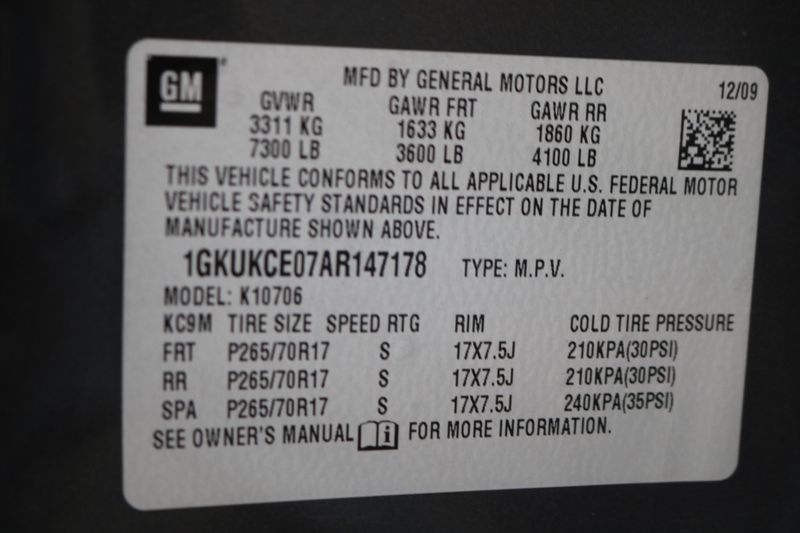 GM
MFD BY GENERAL MOTORS LLC 12/09
GVWR GAWR FRT GAWR RR
3311 KG 1633 KG 1860 KG
7300 LB 3600 LB 4100 LB
THIS VEHICLE CONFORMS TO ALL APPLICABLE U.S. FEDERAL MOTOR
VEHICLE SAFETY STANDARDS IN EFFECT ON THE DATE OF
MANUFACTURE SHOWN ABOVE.
1GKUKCE07AR147178 TYPE: M.P.V.
MODEL: K10706
KC9M TIRE SIZE SPEED RTG RIM COLD TIRE PRESSURE
FRT P265/70R17 S 17X7.5J 210KPA(30PSI)
RR P265/70R17 S 17X7.5J 210KPA(30PSI)
SPA P265/70R17 S 17X7.5J 240KPA(35PSI)
SEE OWNER'S MANUAL i FOR MORE INFORMATION.